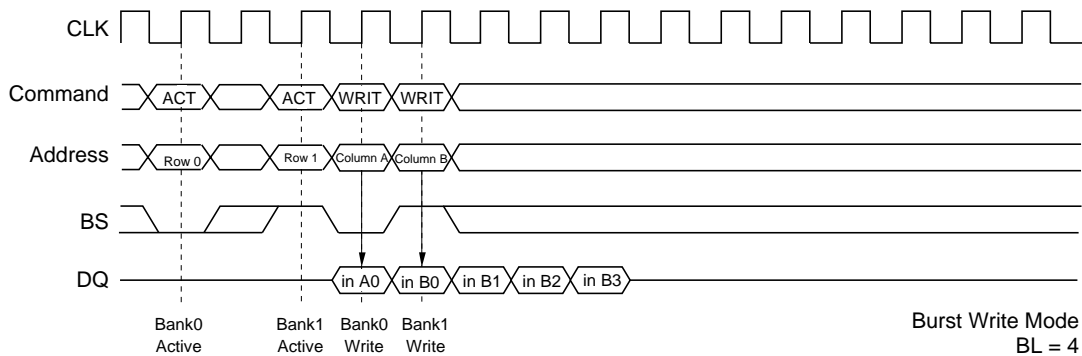 CLK
Command ACT ACT WRIT WRIT
Address Row 0 Row 1 Column A Column B
BS
DQ in A0 in B0 in B1 in B2 in B3
Bank0 Bank1 Bank0 Bank1
Active Active Write Write
Burst Write Mode
BL = 4